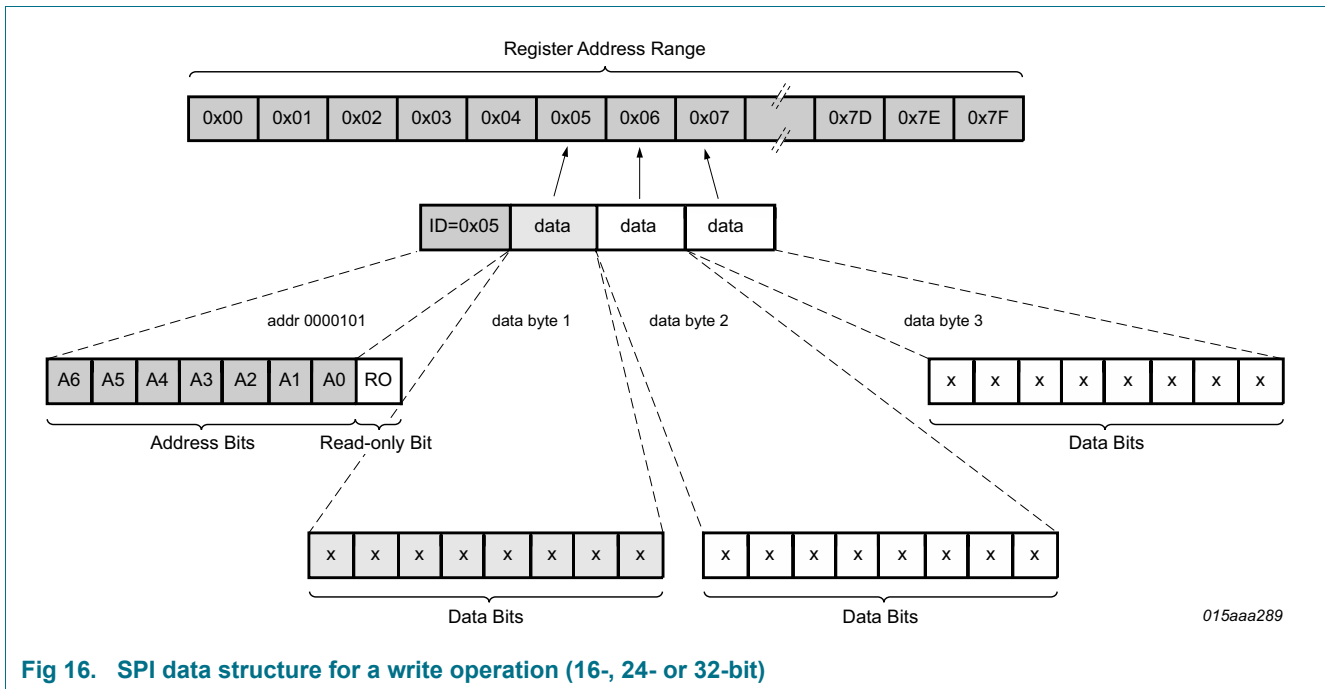 Register Address Range
0x00 0x01 0x02 0x03 0x04 0x05 0x06 0x07 0x7D 0x7E 0x7F
ID=0x05 data data data
addr 0000101 data byte 1 data byte 2 data byte 3
A6 A5 A4 A3 A2 A1 A0 RO x x x x x x x x
Address Bits Read-only Bit Data Bits
x x x x x x x x x x x x x x x x
Data Bits Data Bits
015aaa289
Fig 16. SPI data structure for a write operation (16-, 24- or 32-bit)